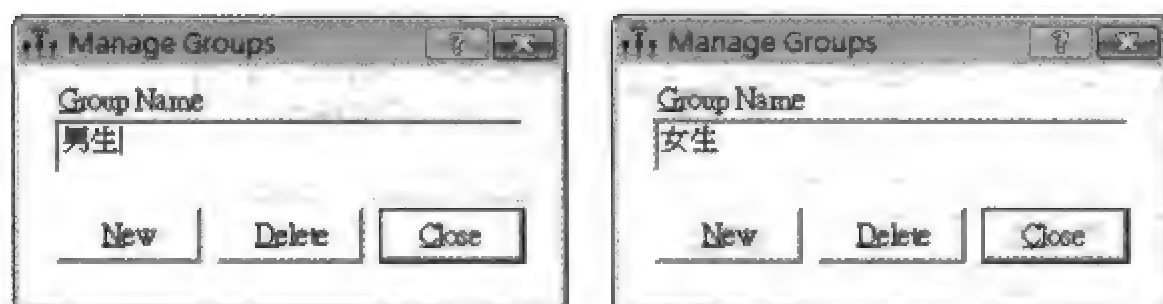 Manage Groups
Group Name
男生
New Delete Close
Manage Groups
Group Name
女生
New Delete Close